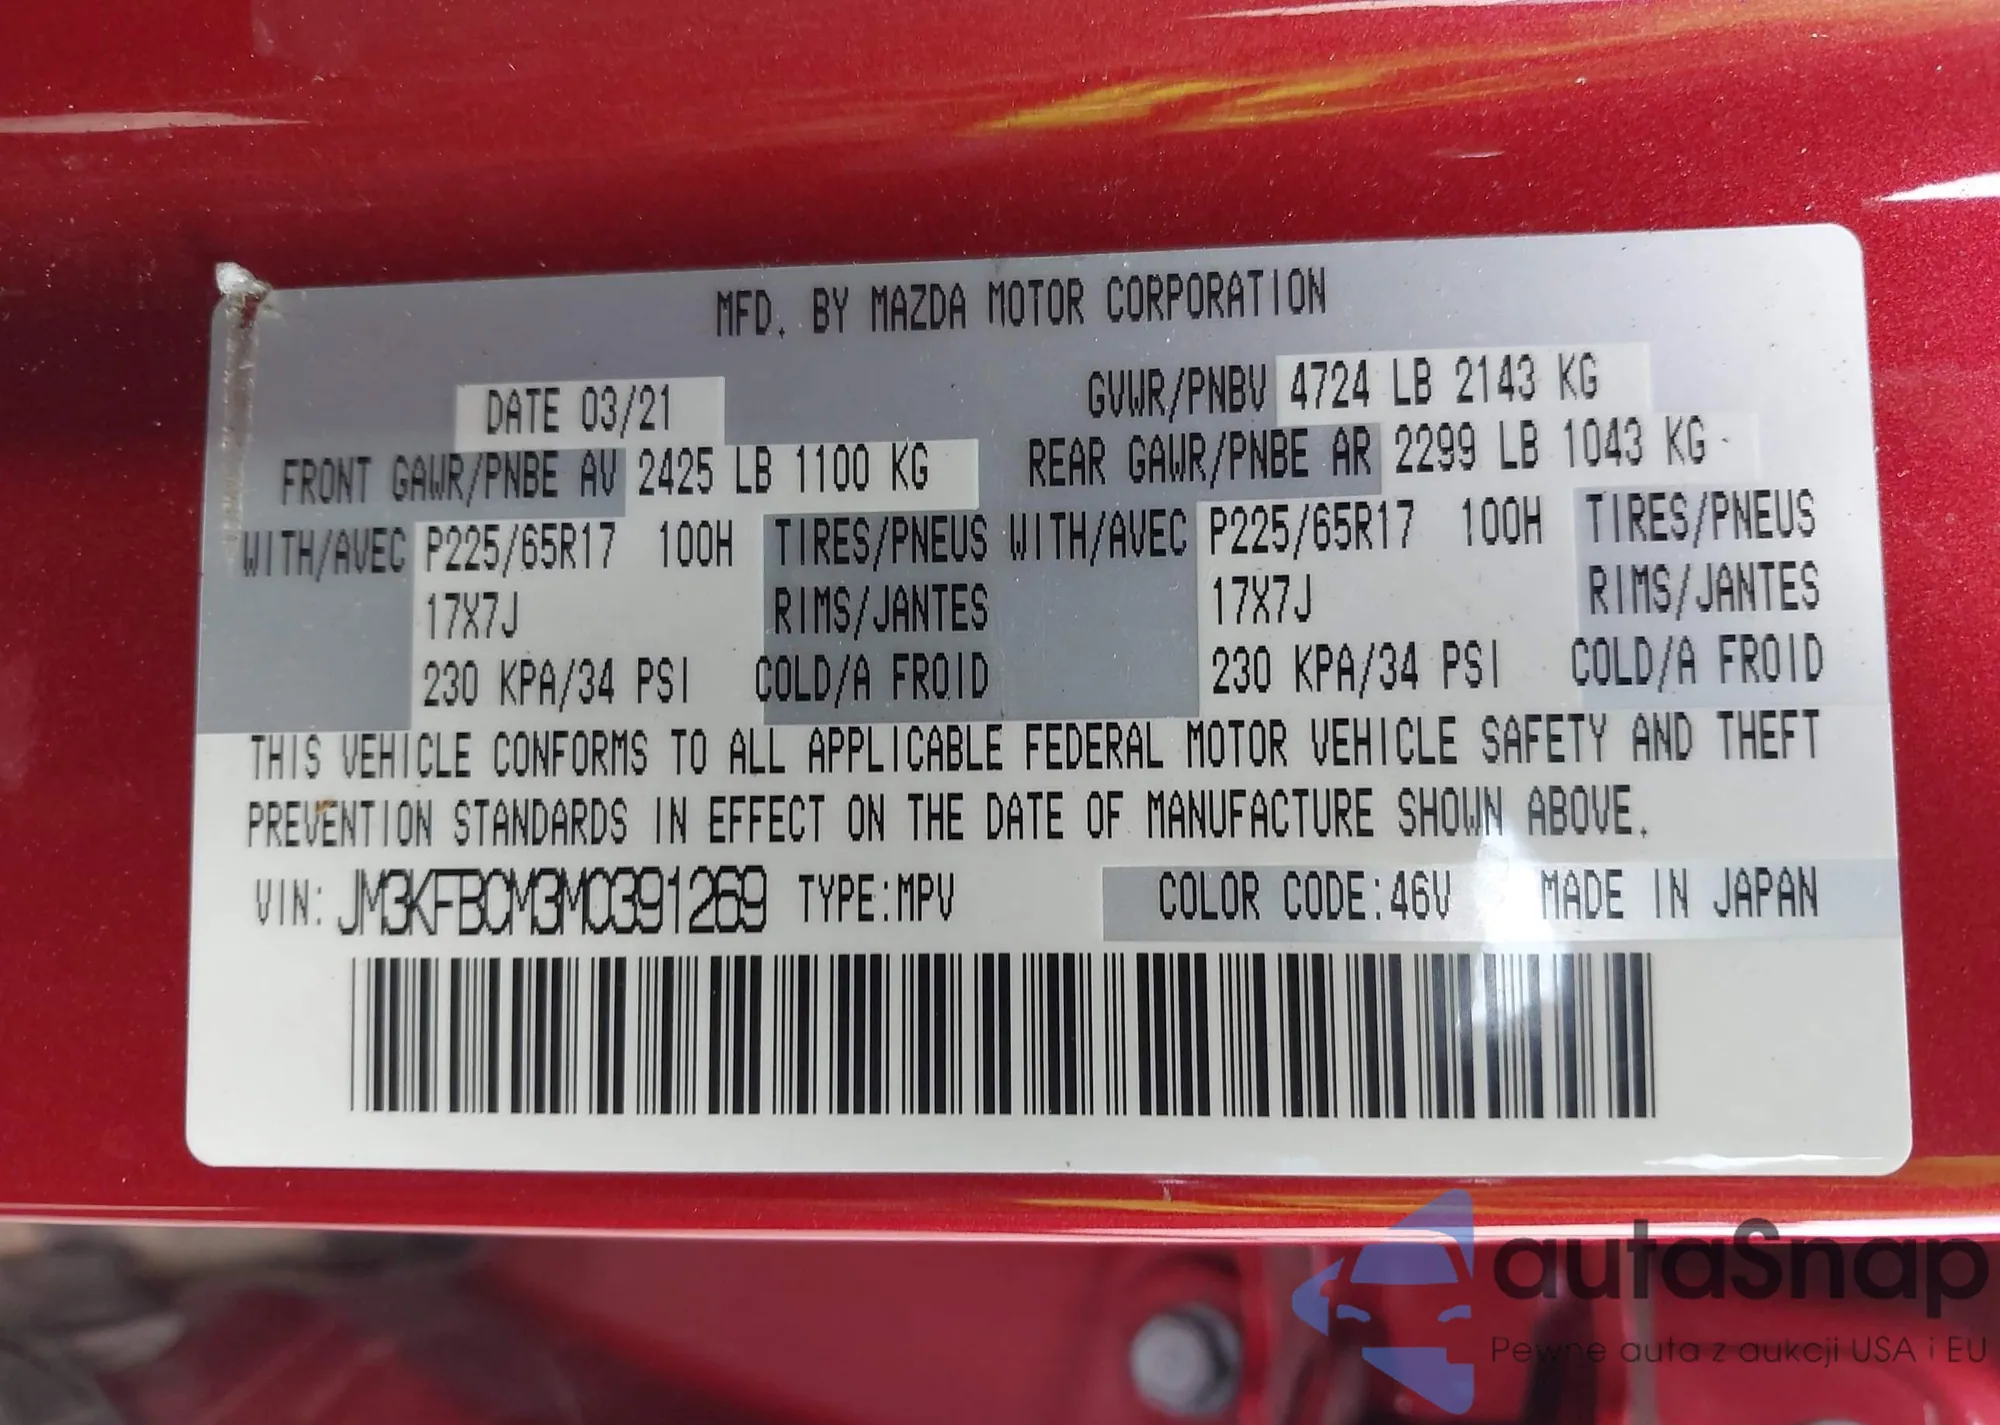 MFD. BY MAZDA MOTOR CORPORATION
DATE 03/21 GVWR/PNBV 4724 LB 2143 KG
FRONT GAWR/PNBE AV 2425 LB 1100 KG REAR GAWR/PNBE AR 2299 LB 1043 KG
WITH/AVEC P225/65R17 100H TIRES/PNEUS WITH/AVEC P225/65R17 100H TIRES/PNEUS
17X7J RIMS/JANTES 17X7J RIMS/JANTES
230 KPA/34 PSI COLD/A FROID 230 KPA/34 PSI COLD/A FROID
THIS VEHICLE CONFORMS TO ALL APPLICABLE FEDERAL MOTOR VEHICLE SAFETY AND THEFT
PREVENTION STANDARDS IN EFFECT ON THE DATE OF MANUFACTURE SHOWN ABOVE.
VIN: JM3KFBCM3M0391269 TYPE:MPV COLOR CODE:46V MADE IN JAPAN
autaSnap
Pewne auta z aukcji USA i EU